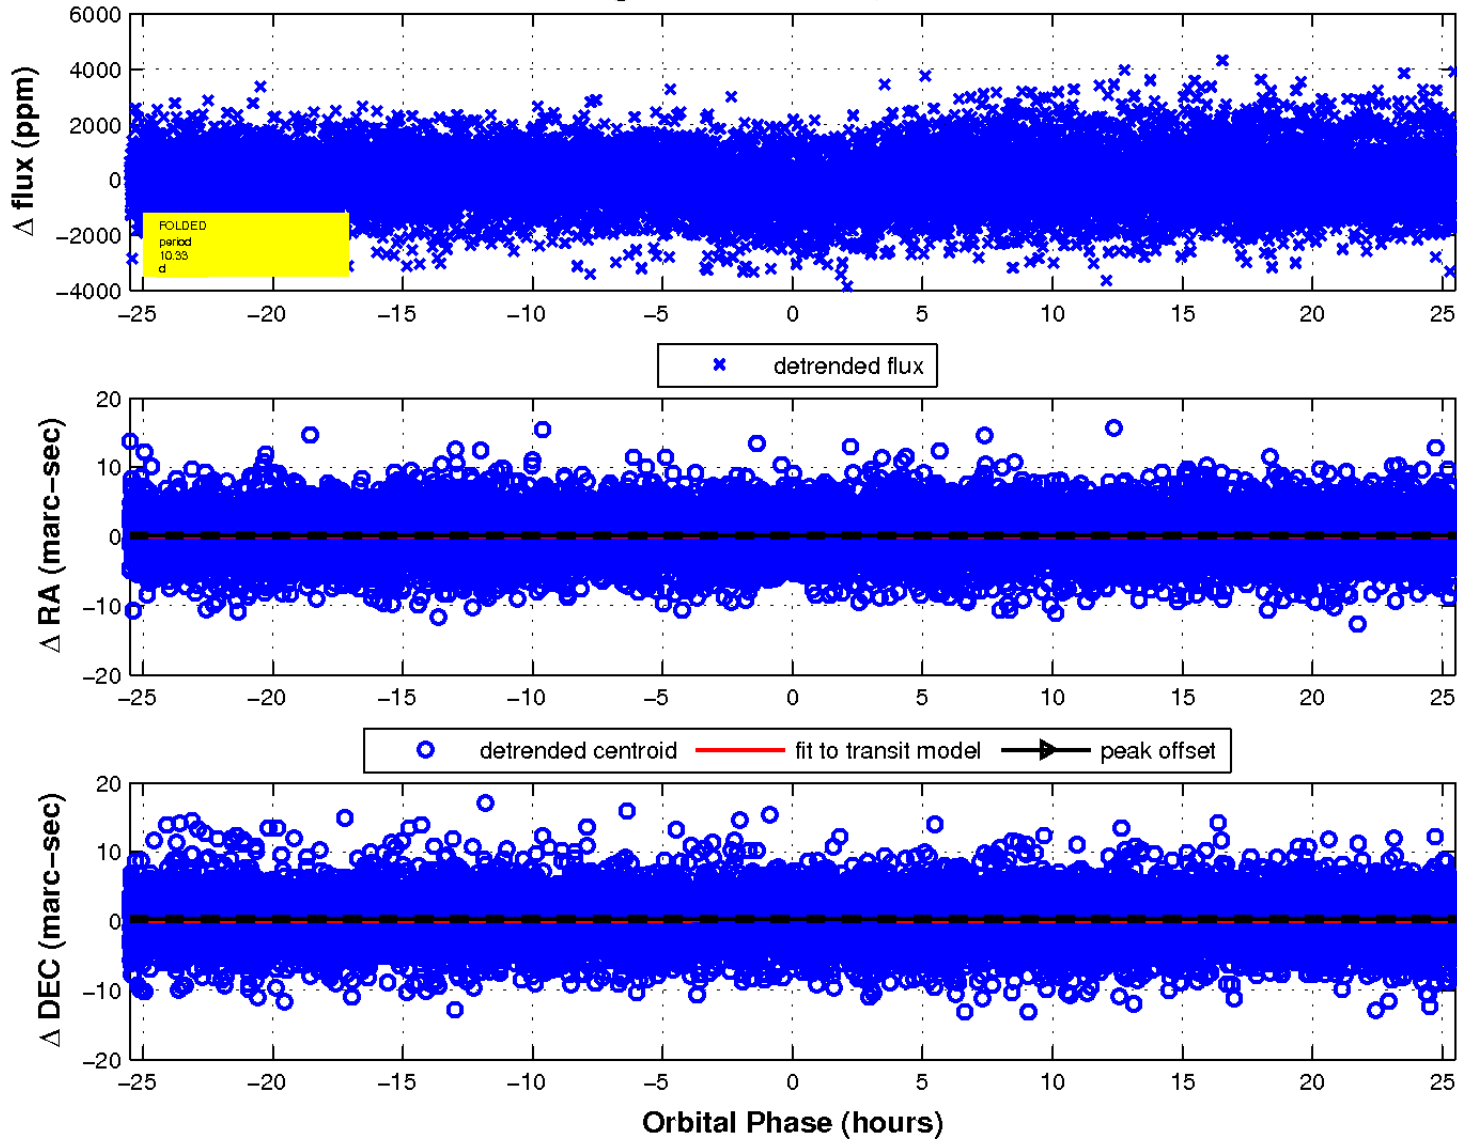 6000
4000
2000
0
−2000
−4000
Δ flux (ppm)
FOLDED
period
10.33
d
−25 −20 −15 −10 −5 0 5 10 15 20 25
detrended flux
20
10
0
−10
−20
Δ RA (marc−sec)
−25 −20 −15 −10 −5 0 5 10 15 20 25
detrended centroid fit to transit model peak offset
20
10
0
−10
−20
Δ DEC (marc−sec)
−25 −20 −15 −10 −5 0 5 10 15 20 25
Orbital Phase (hours)